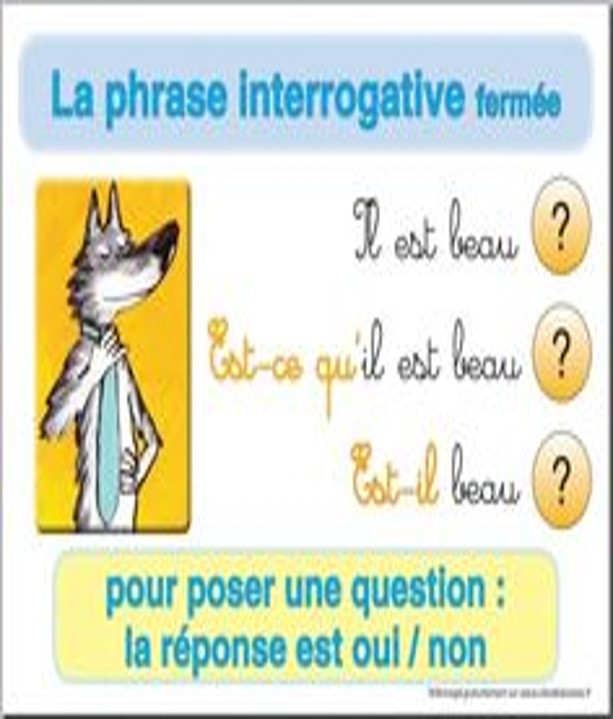 La phrase interrogative fermée
Il est beau ?
Est-ce qu'il est beau ?
Est-il beau ?
pour poser une question :
la réponse est oui / non